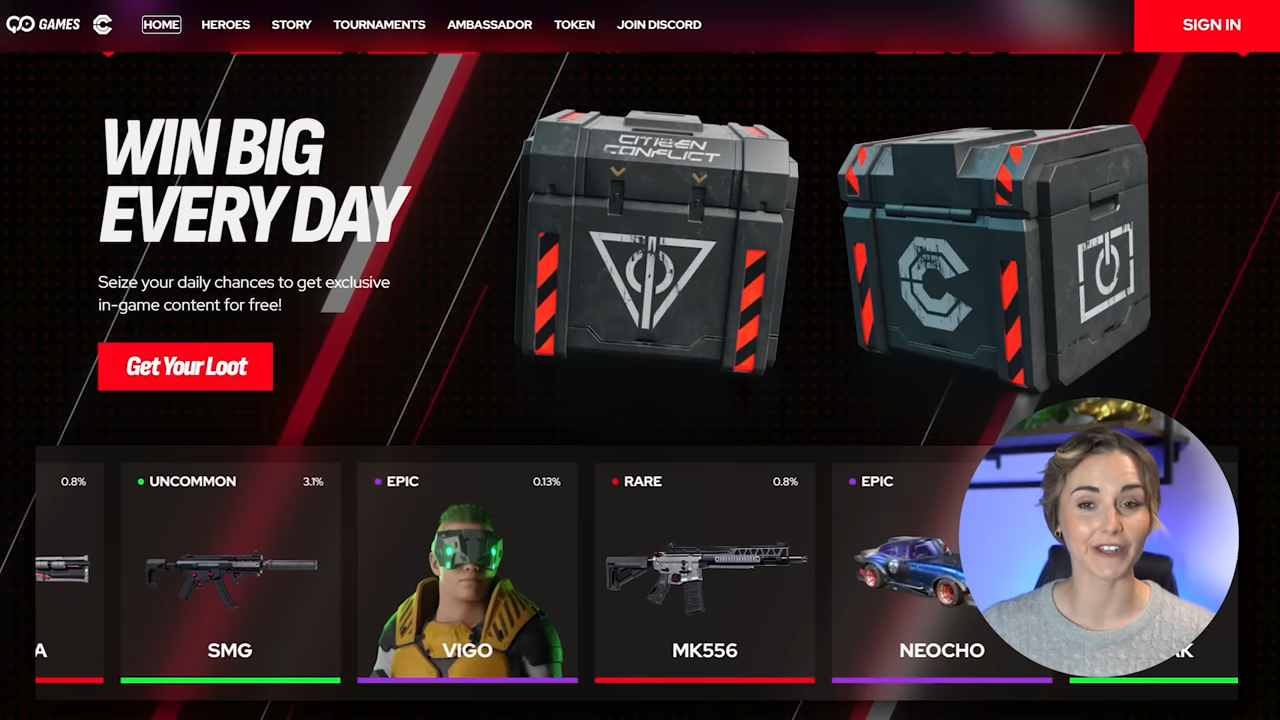 GAMES
HOME
HEROES
STORY
TOURNAMENTS
AMBASSADOR
TOKEN
JOIN DISCORD
SIGN IN
WIN BIG
EVERY DAY
Seize your daily chances to get exclusive
in-game content for free!
Get Your Loot
CITIZEN
CONFLICT
0.8%
UNCOMMON
3.1%
EPIC
0.13%
RARE
0.8%
EPIC
A
SMG
VIGO
MK556
NEOCHO